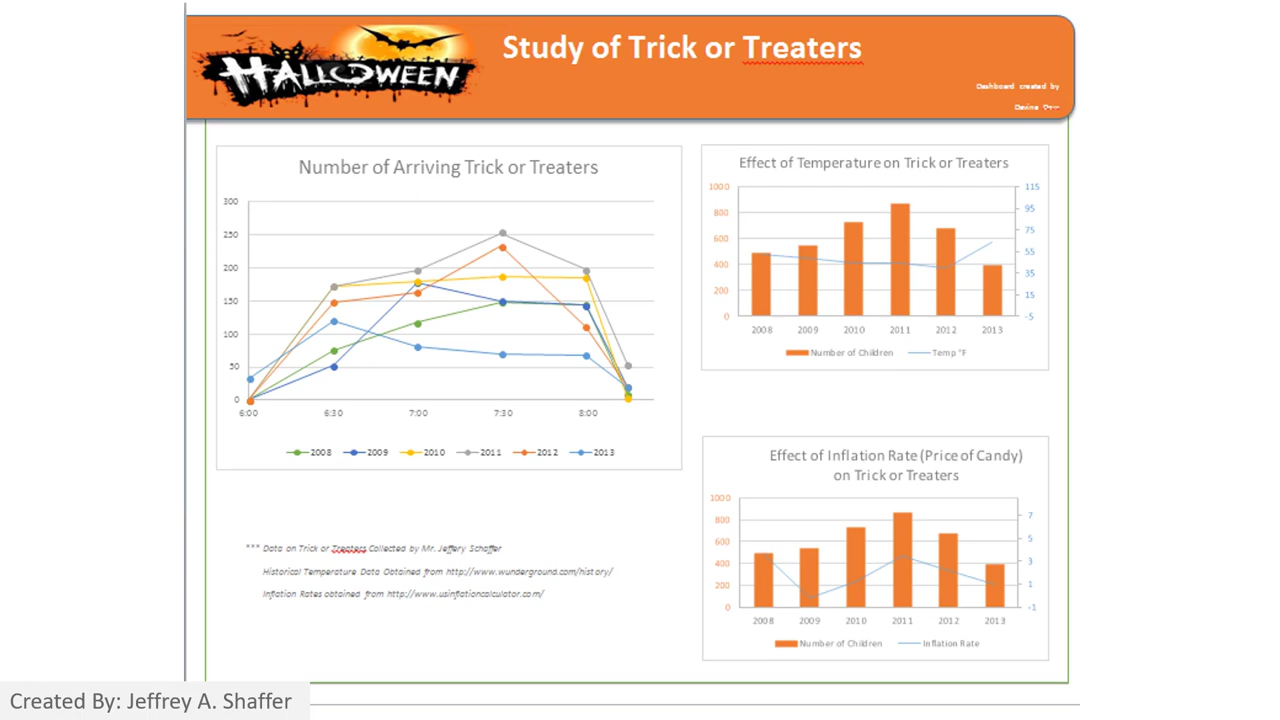 HALLOWEEN
Study of Trick or Treaters
Dashboard created by
Number of Arriving Trick or Treaters
300
250
200
150
100
50
0
6:00 6:30 7:00 7:30 8:00
2008 2009 2010 2011 2012 2013
Effect of Temperature on Trick or Treaters
1000 115
800 95
600 75
400 55
200 35
0 15
-5
2008 2009 2010 2011 2012 2013
Number of Children Temp °F
Effect of Inflation Rate (Price of Candy)
on Trick or Treaters
1000 7
800 5
600 3
400 1
200 -1
0
2008 2009 2010 2011 2012 2013
Number of Children Inflation Rate
*** Data on Trick or Treaters Collected by Mr. Jeffery Schaffer
Historical Temperature Data Obtained from http://www.wunderground.com/history/
Inflation Rates obtained from http://www.usinflationcalculator.com/
Created By: Jeffrey A. Shaffer